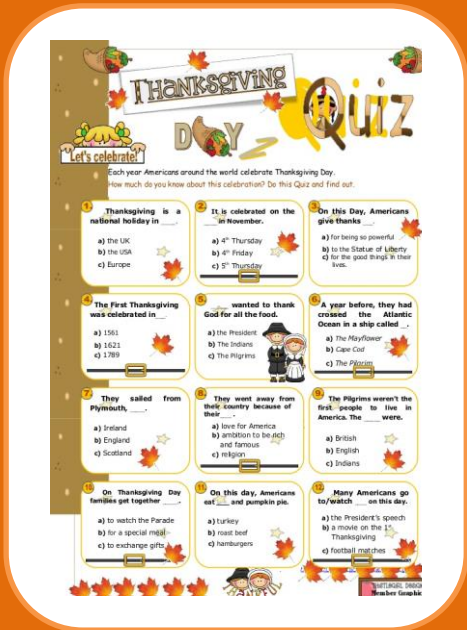 THANKSGIVING
DAY
Quiz
Let's celebrate!
Each year Americans around the world celebrate Thanksgiving Day.
How much do you know about this celebration? Do this Quiz and find out.
1.
Thanksgiving is a
national holiday in ___.
a) the UK
b) the USA
c) Europe
2.
It is celebrated on the
___ in November.
a) 4th Thursday
b) 4th Friday
c) 5th Thursday
3.
On this Day, Americans
give thanks ___.
a) for being so powerful
b) to the Statue of Liberty
c) for the good things in their
lives.
4.
The First Thanksgiving
was celebrated in__.
a) 1561
b) 1621
c) 1789
5.
___ wanted to thank
God for all the food.
a) the President
b) The Indians
c) The Pilgrims
6.
A year before, they had
crossed the Atlantic
Ocean in a ship called _.
a) The Mayflower
b) Cape Cod
c) The Pilgrim
7.
They sailed from
Plymouth, ___.
a) Ireland
b) England
c) Scotland
8.
They went away from
their country because of
their___.
a) love for America
b) ambition to be rich
and famous
c) religion
9.
The Pilgrims weren't the
first people to live in
America. The ___ were.
a) British
b) English
c) Indians
10.
On Thanksgiving Day
families get together ___.
a) to watch the Parade
b) for a special meal
c) to exchange gifts
11.
On this day, Americans
eat ___ and pumpkin pie.
a) turkey
b) roast beef
c) hamburgers
12.
Many Americans go
to/watch ___ on this day.
a) the President's speech
b) a movie on the 1st
Thanksgiving
c) football matches
Member Graphic